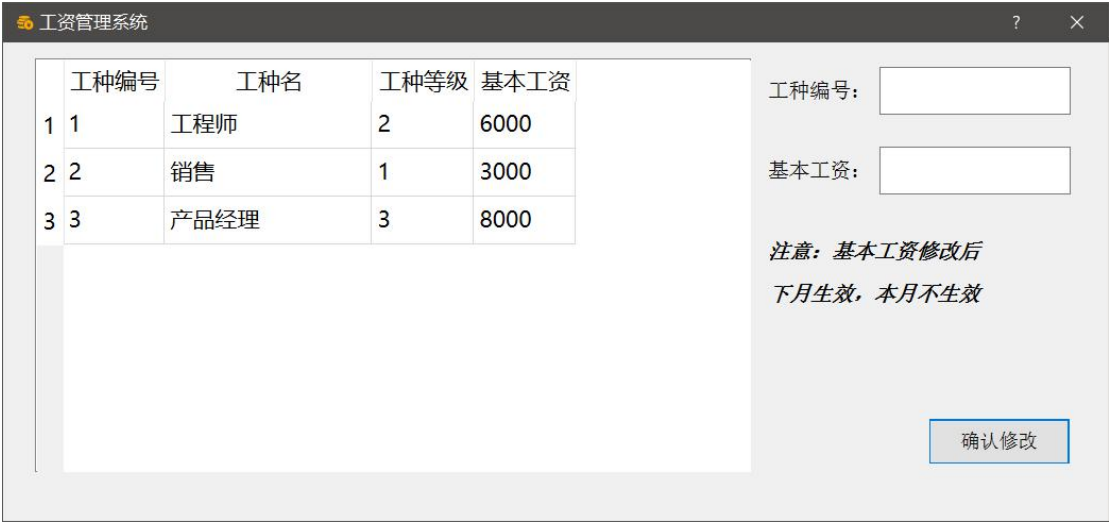 工资管理系统
工种编号 工种名 工种等级 基本工资
1 1 工程师 2 6000
2 2 销售 1 3000
3 3 产品经理 3 8000
工种编号：
基本工资：
注意：基本工资修改后
下月生效，本月不生效
确认修改